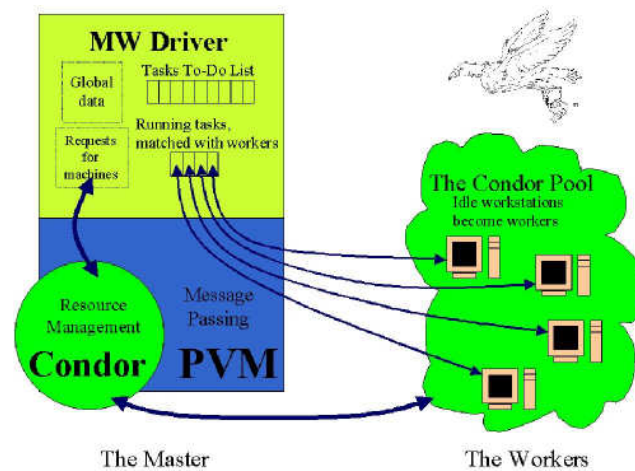 MW Driver
Global
data
Tasks To-Do List
Requests
for
machines
Running tasks,
matched with workers
Resource
Management
Condor
Message
Passing
PVM
The Condor Pool
Idle workstations
become workers
The Master
The Workers